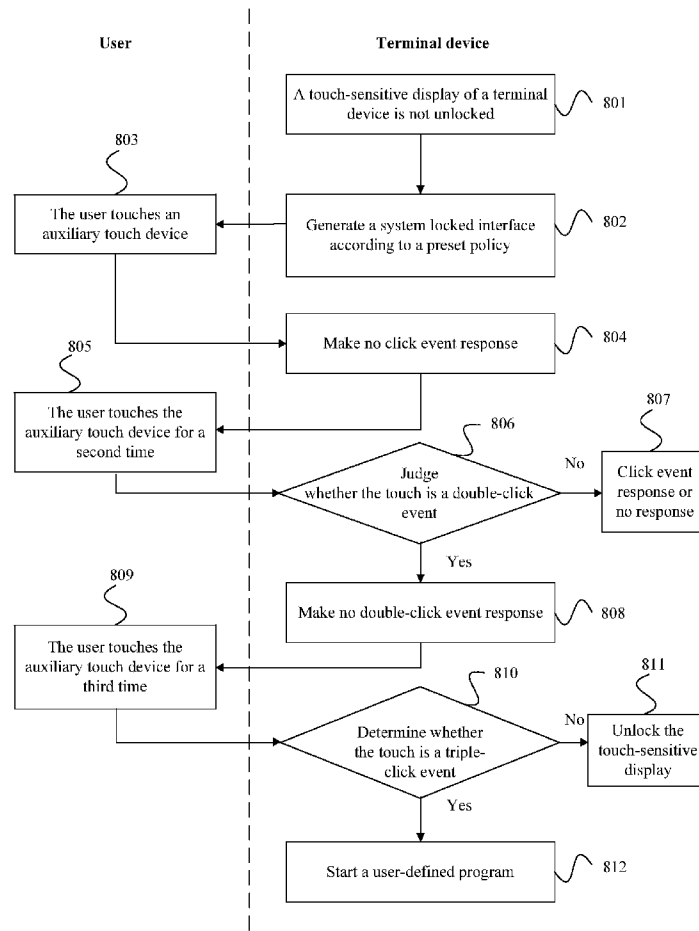 User
Terminal device
A touch-sensitive display of a terminal
device is not unlocked
801
803
The user touches an
auxiliary touch device
Generate a system locked interface
according to a preset policy
802
Make no click event response
804
805
The user touches the
auxiliary touch device for a
second time
806
Judge
whether the touch is a double-click
event
No
807
Click event
response or
no response
Yes
Make no double-click event response
808
809
The user touches the
auxiliary touch device for a
third time
810
Determine whether
the touch is a triple-
click event
No
811
Unlock the
touch-sensitive
display
Yes
Start a user-defined program
812